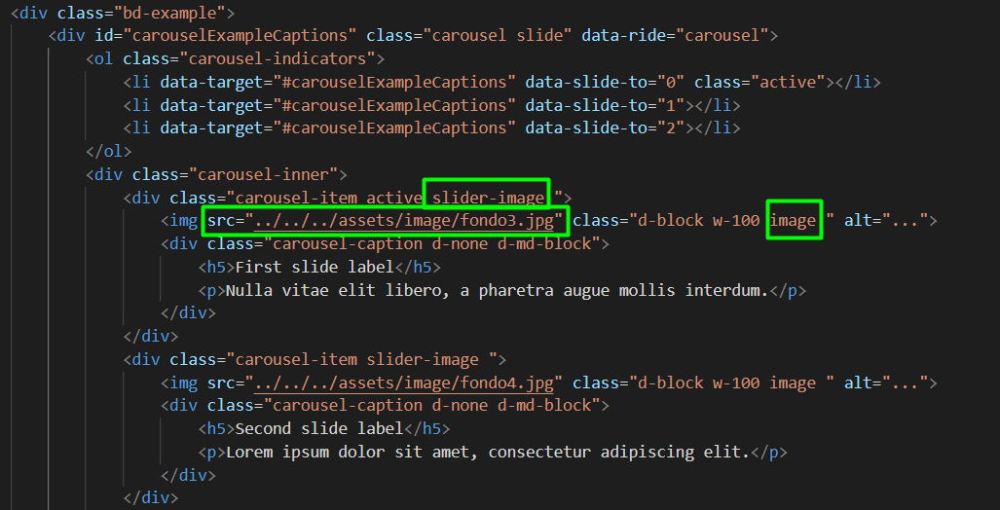 <div class="bd-example">
<div id="carouselExampleCaptions" class="carousel slide" data-ride="carousel">
<ol class="carousel-indicators">
<li data-target="#carouselExampleCaptions" data-slide-to="0" class="active"></li>
<li data-target="#carouselExampleCaptions" data-slide-to="1"></li>
<li data-target="#carouselExampleCaptions" data-slide-to="2"></li>
</ol>
<div class="carousel-inner">
<div class="carousel-item active slider-image ">
<img src="../../../assets/image/fondo3.jpg" class="d-block w-100 image " alt="...">
<div class="carousel-caption d-none d-md-block">
<h5>First slide label</h5>
<p>Nulla vitae elit libero, a pharetra augue mollis interdum.</p>
</div>
</div>
<div class="carousel-item slider-image ">
<img src="../../../assets/image/fondo4.jpg" class="d-block w-100 image " alt="...">
<div class="carousel-caption d-none d-md-block">
<h5>Second slide label</h5>
<p>Lorem ipsum dolor sit amet, consectetur adipiscing elit.</p>
</div>
</div>